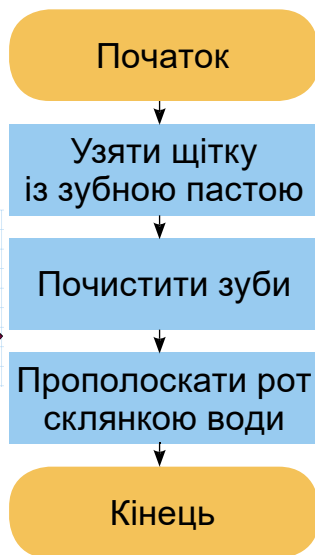 Початок
Узяти щітку
із зубною пастою
Почистити зуби
Прополоскати рот
склянкою води
Кінець